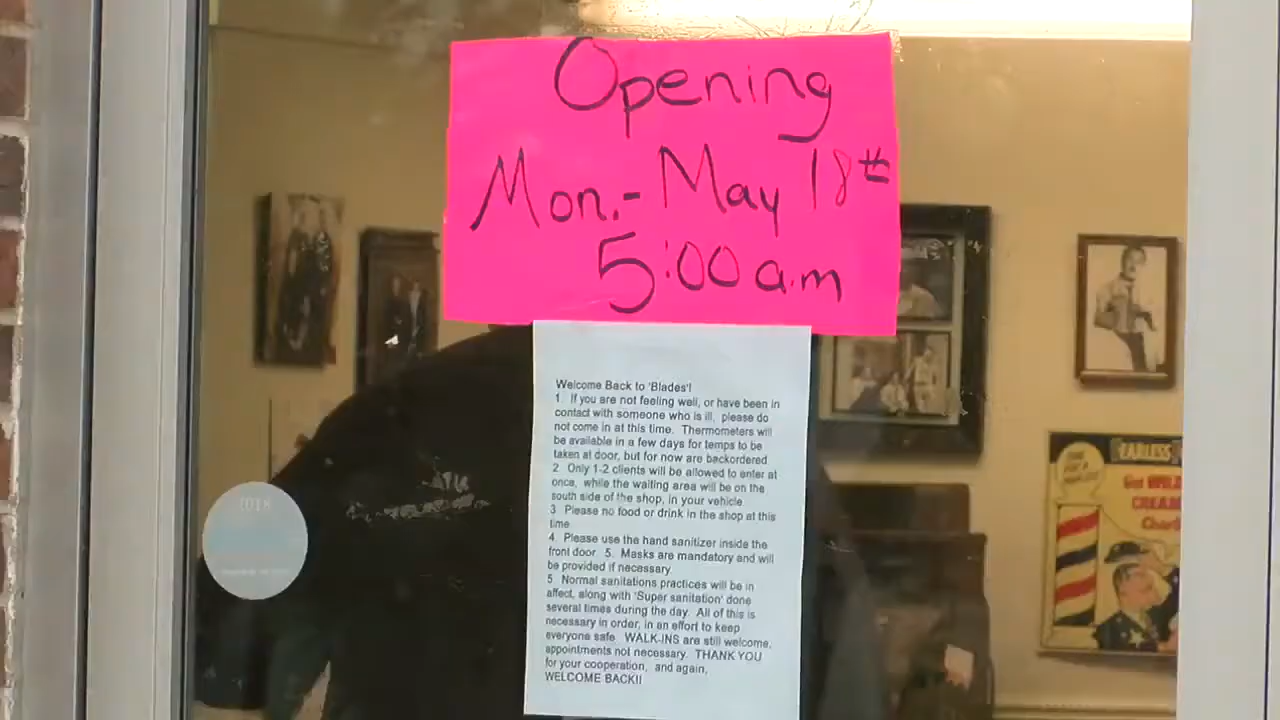 Opening
Mon.- May 18th
5:00 a.m
Welcome Back to 'Blades'!
1. If you are not feeling well, or have been in
contact with someone who is ill, please do
not come in at this time. Thermometers will
be available in a few days for temps to be
taken at door, but for now are backordered
2 Only 1-2 clients will be allowed to enter at
once, while the waiting area will be on the
south side of the shop, in your vehicle
3 Please no food or drink in the shop at this
time
4. Please use the hand sanitizer inside the
front door. 5. Masks are mandatory and will
be provided if necessary.
5. Normal sanitations practices will be in
affect, along with 'Super sanitation' done
several times during the day. All of this is
necessary in order, in an effort to keep
everyone safe. WALK-INS are still welcome,
appointments not necessary. THANK YOU
for your cooperation, and again,
WELCOME BACK!!
2018